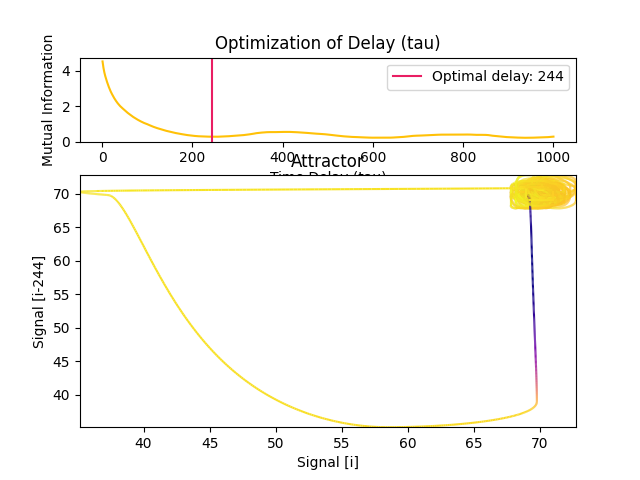 Optimization of Delay (tau)
Mutual Information
4
2
0
Optimal delay: 244
0 200 400 600 800 1000
Time Delay (tau)
Attractor
Signal [i-244]
70
65
60
55
50
45
40
40 45 50 55 60 65 70
Signal [i]